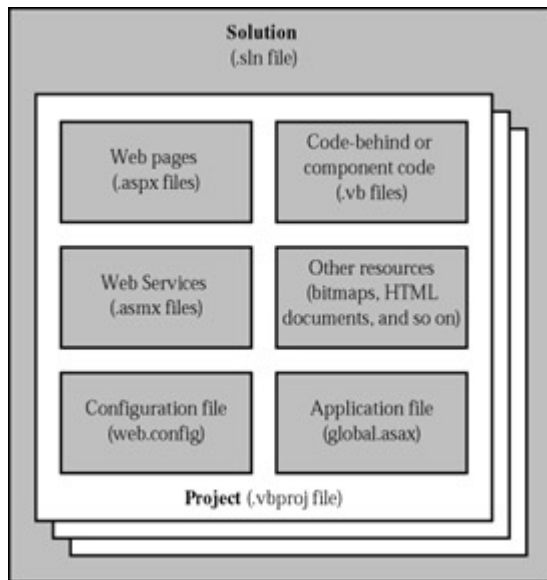 Solution
(.sln file)
Web pages
(.aspx files)
Code-behind or
component code
(.vb files)
Web Services
(.asmx files)
Other resources
(bitmaps, HTML
documents, and so on)
Configuration file
(web.config)
Application file
(global.asax)
Project (.vbproj file)